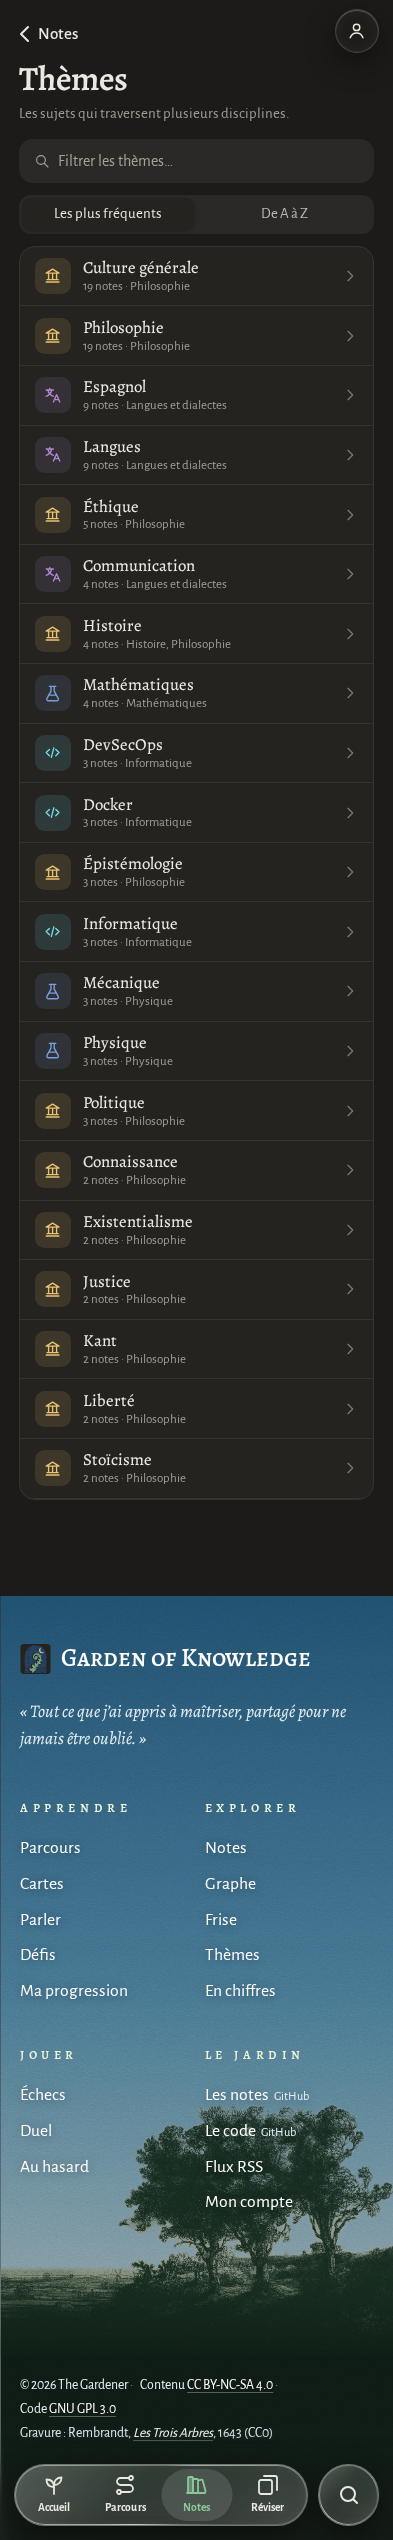 Notes
Thèmes
Les sujets qui traversent plusieurs disciplines.
Filtrer les thèmes…
Les plus fréquents
De A à Z
Culture générale
19 notes · Philosophie
Philosophie
19 notes · Philosophie
Espagnol
9 notes · Langues et dialectes
Langues
9 notes · Langues et dialectes
Éthique
5 notes · Philosophie
Communication
4 notes · Langues et dialectes
Histoire
4 notes · Histoire, Philosophie
Mathématiques
4 notes · Mathématiques
DevSecOps
3 notes · Informatique
Docker
3 notes · Informatique
Épistémologie
3 notes · Philosophie
Informatique
3 notes · Informatique
Mécanique
3 notes · Physique
Physique
3 notes · Physique
Politique
3 notes · Philosophie
Connaissance
2 notes · Philosophie
Existentialisme
2 notes · Philosophie
Justice
2 notes · Philosophie
Kant
2 notes · Philosophie
Liberté
2 notes · Philosophie
Stoïcisme
2 notes · Philosophie
Garden of Knowledge
« Tout ce que j’ai appris à maîtriser, partagé pour ne
jamais être oublié. »
APPRENDRE
Parcours
Cartes
Parler
Défis
Ma progression
EXPLORER
Notes
Graphe
Frise
Thèmes
En chiffres
JOUER
Échecs
Duel
Au hasard
LE JARDIN
Les notes GitHub
Le code GitHub
Flux RSS
Mon compte
© 2026 The Gardener · Contenu CC BY-NC-SA 4.0 ·
Code GNU GPL 3.0
Gravure : Rembrandt, Les Trois Arbres, 1643 (CC0)
Accueil
Parcours
Notes
Réviser